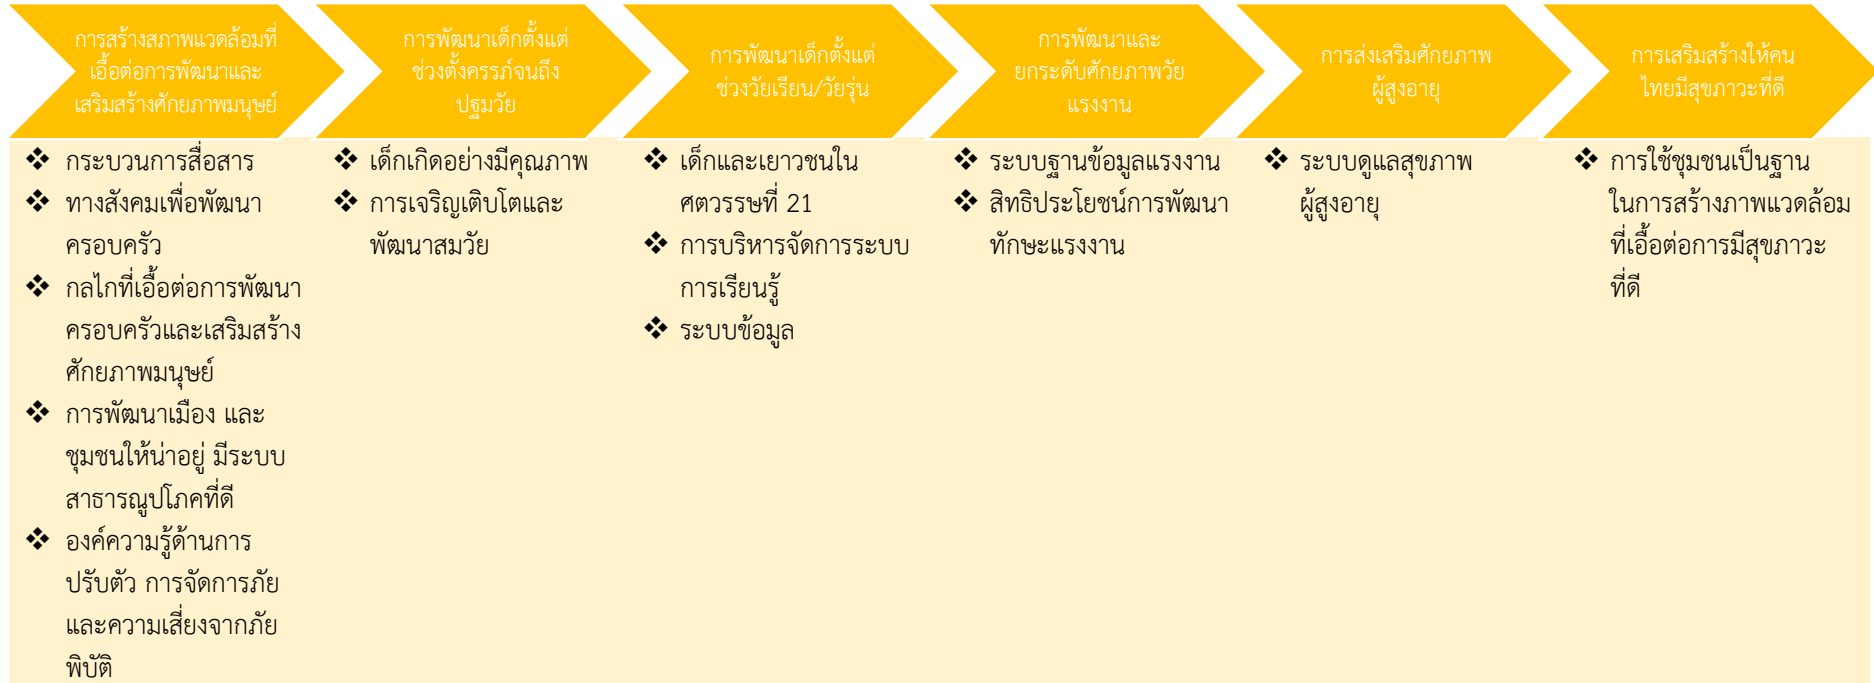 การสร้างสภาพแวดล้อมที่
เอื้อต่อการพัฒนาและ
เสริมสร้างศักยภาพมนุษย์
การพัฒนาเด็กตั้งแต่
ช่วงตั้งครรภ์จนถึง
ปฐมวัย
การพัฒนาเด็กตั้งแต่
ช่วงวัยเรียน/วัยรุ่น
การพัฒนาและ
ยกระดับศักยภาพวัย
แรงงาน
การส่งเสริมศักยภาพ
ผู้สูงอายุ
การเสริมสร้างให้คน
ไทยมีสุขภาวะที่ดี
❖ กระบวนการสื่อสาร
❖ ทางสังคมเพื่อพัฒนา
ครอบครัว
❖ กลไกที่เอื้อต่อการพัฒนา
ครอบครัวและเสริมสร้าง
ศักยภาพมนุษย์
❖ การพัฒนาเมือง และ
ชุมชนให้น่าอยู่ มีระบบ
สาธารณูปโภคที่ดี
❖ องค์ความรู้ด้านการ
ปรับตัว การจัดการภัย
และความเสี่ยงจากภัย
พิบัติ
❖ เด็กเกิดอย่างมีคุณภาพ
❖ การเจริญเติบโตและ
พัฒนาสมวัย
❖ เด็กและเยาวชนใน
ศตวรรษที่ 21
❖ การบริหารจัดการระบบ
การเรียนรู้
❖ ระบบข้อมูล
❖ ระบบฐานข้อมูลแรงงาน
❖ สิทธิประโยชน์การพัฒนา
ทักษะแรงงาน
❖ ระบบดูแลสุขภาพ
ผู้สูงอายุ
❖ การใช้ชุมชนเป็นฐาน
ในการสร้างภาพแวดล้อม
ที่เอื้อต่อการมีสุขภาวะ
ที่ดี